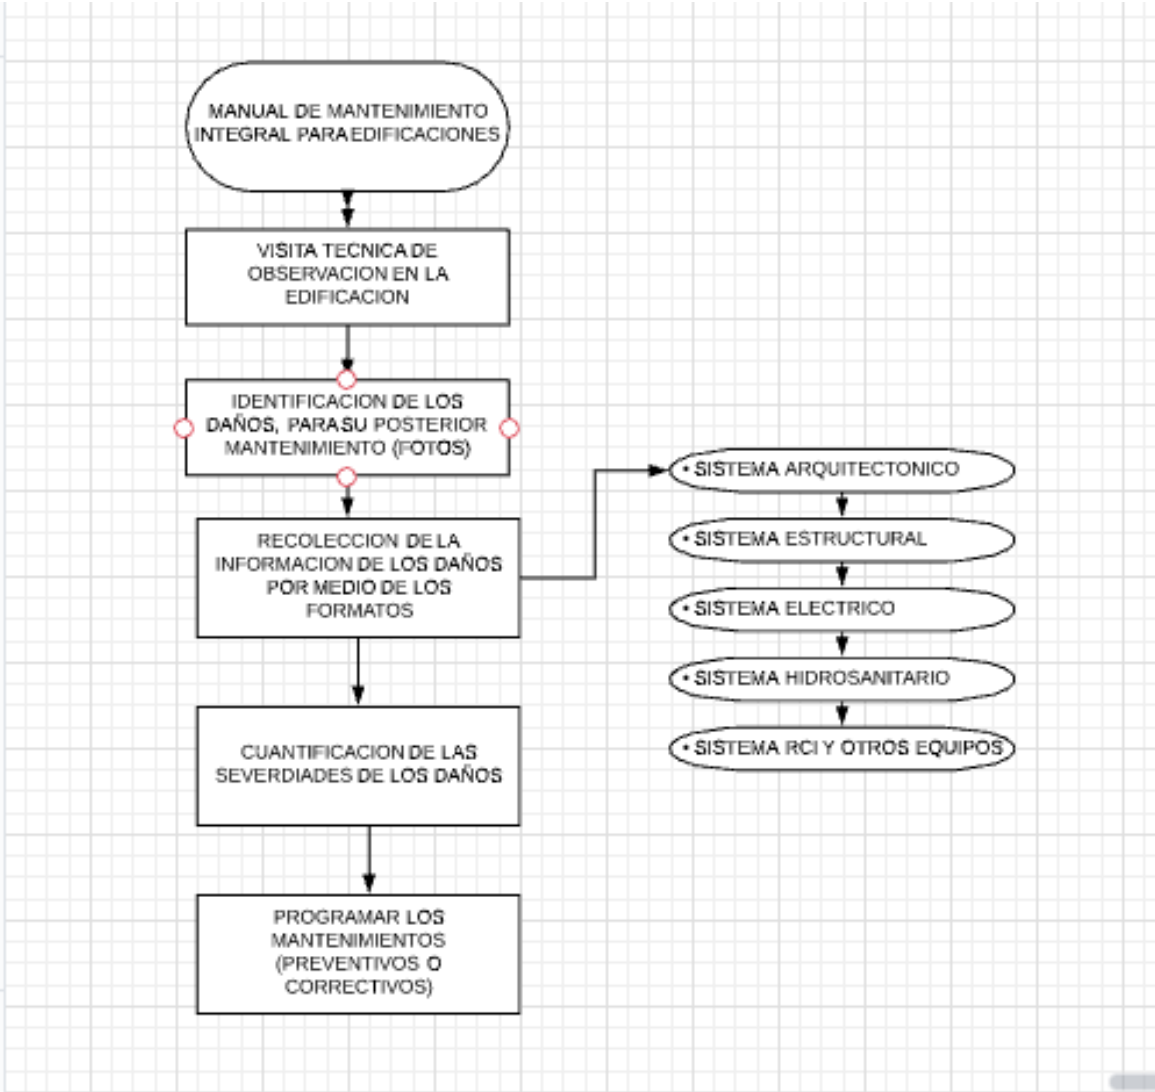 MANUAL DE MANTENIMIENTO
INTEGRAL PARA EDIFICACIONES
VISITA TECNICA DE
OBSERVACION EN LA
EDIFICACION
IDENTIFICACION DE LOS
DAÑOS, PARA SU POSTERIOR
MANTENIMIENTO (FOTOS)
RECOLECCION DE LA
INFORMACION DE LOS DAÑOS
POR MEDIO DE LOS
FORMATOS
• SISTEMA ARQUITECTONICO
• SISTEMA ESTRUCTURAL
• SISTEMA ELECTRICO
• SISTEMA HIDROSANITARIO
• SISTEMA RCI Y OTROS EQUIPOS
CUANTIFICACION DE LAS
SEVERDIADES DE LOS DAÑOS
PROGRAMAR LOS
MANTENIMIENTOS
(PREVENTIVOS O
CORRECTIVOS)